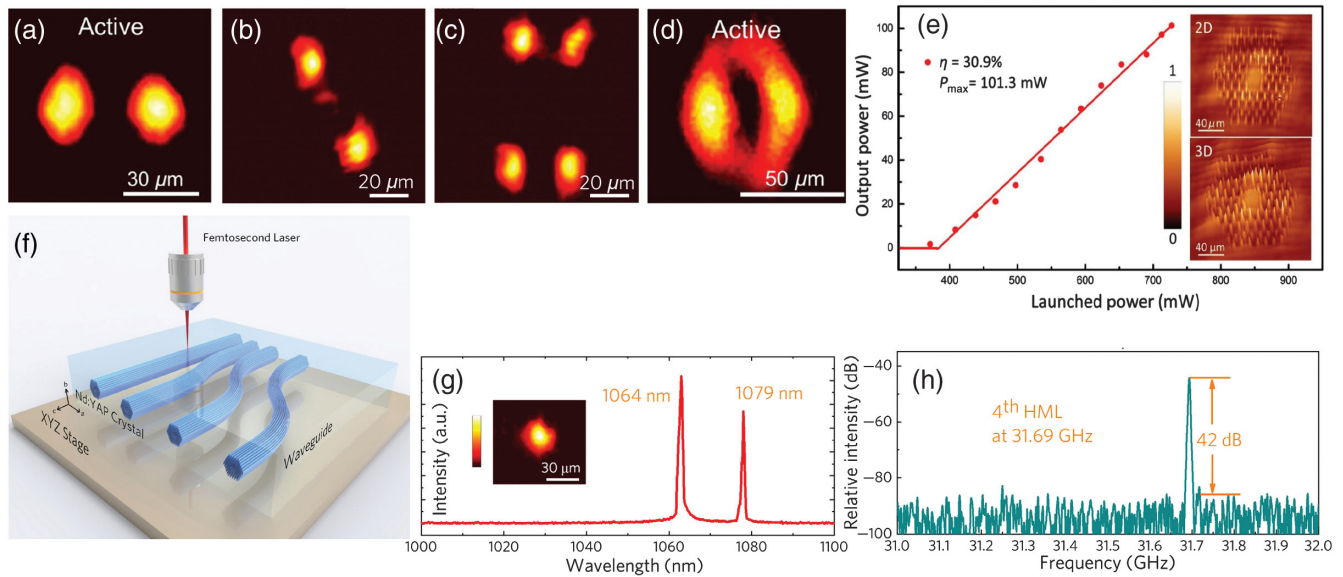 (a)
Active
30 µm
(b)
20 µm
(c)
20 µm
(d)
Active
50 µm
(e)
η = 30.9%
Pmax = 101.3 mW
Output power (mW)
100
80
60
40
20
0
400 500 600 700 800 900
Launched power (mW)
1
0
2D
40 µm
3D
40 µm
(f)
Femtosecond Laser
b
c
a
Nd:YAP Crystal
XYZ Stage
Waveguide
(g)
1064 nm
1079 nm
30 µm
Intensity (a.u.)
1000 1020 1040 1060 1080 1100
Wavelength (nm)
(h)
4th HML
at 31.69 GHz
42 dB
Relative intensity (dB)
−40
−60
−80
−100
31.0 31.1 31.2 31.3 31.4 31.5 31.6 31.7 31.8 31.9 32.0
Frequency (GHz)